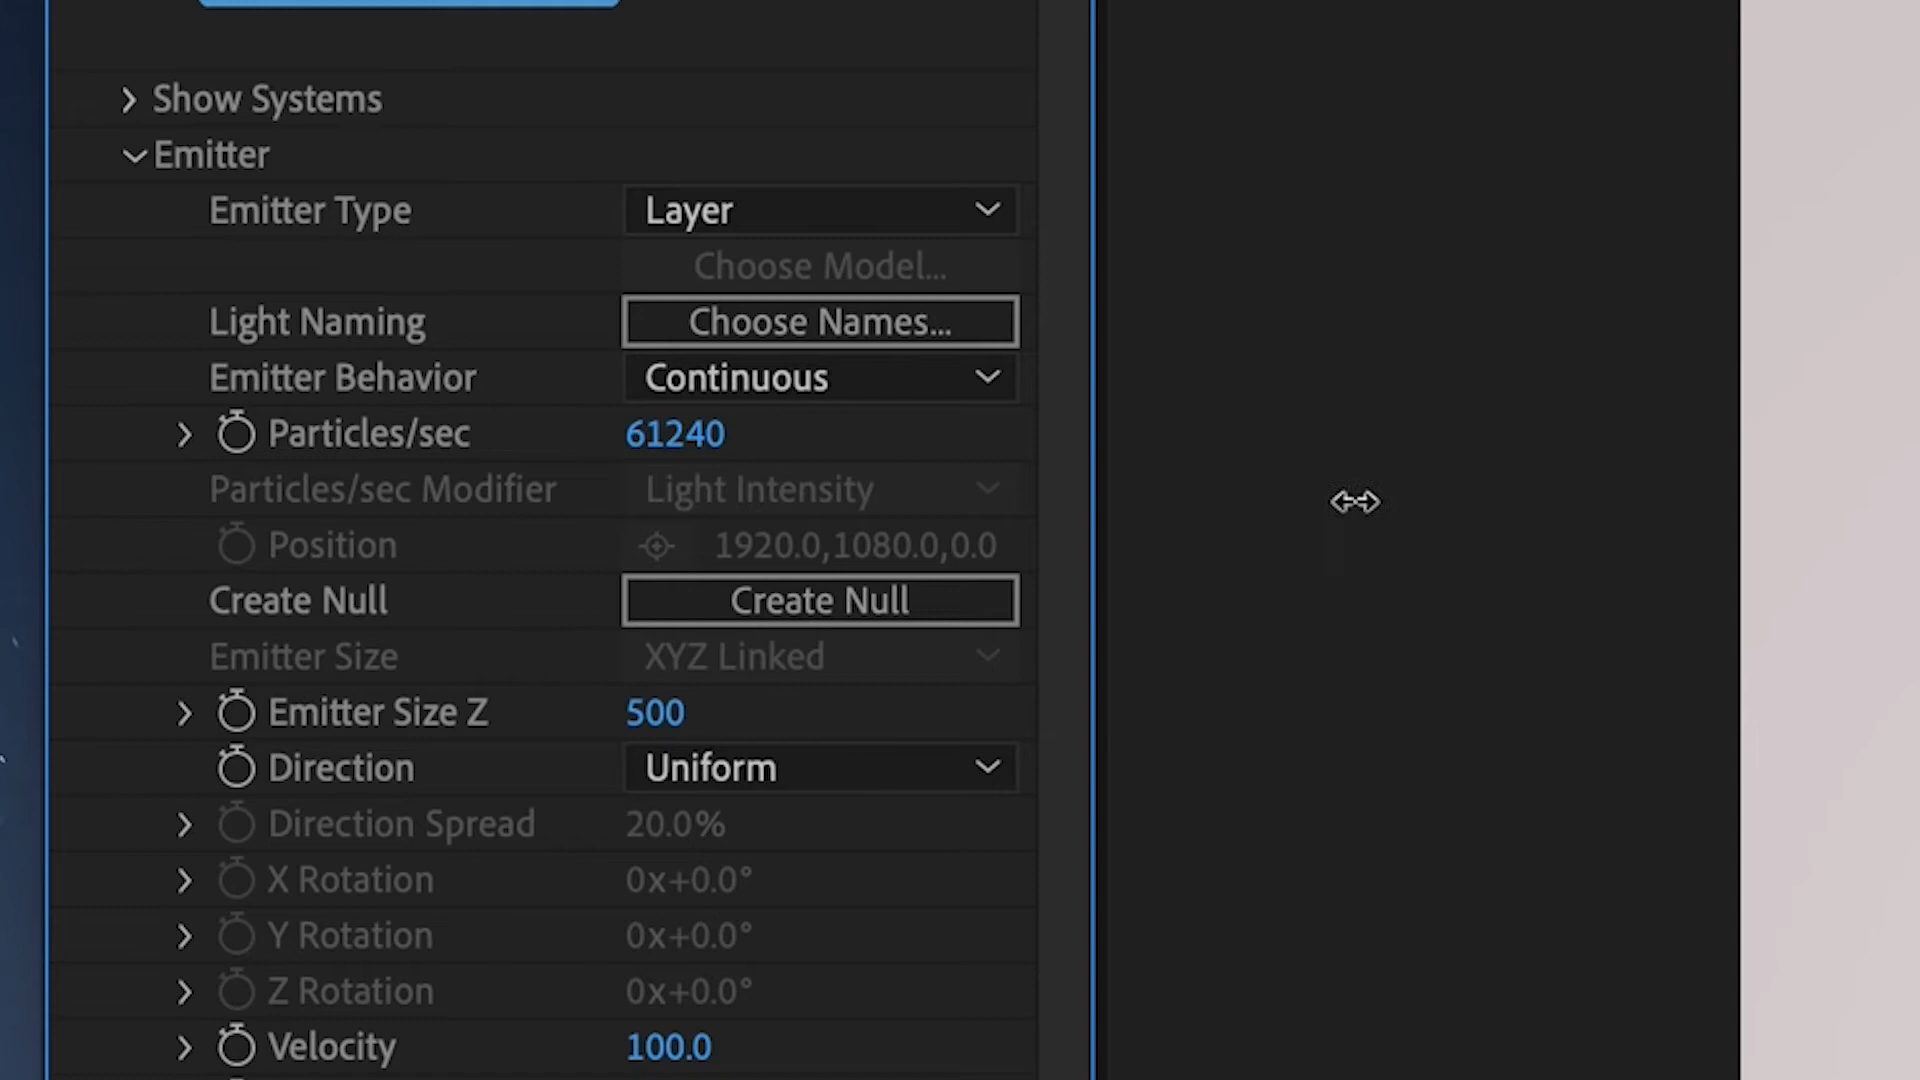 Show Systems
Emitter
Emitter Type Layer
Choose Model...
Light Naming Choose Names...
Emitter Behavior Continuous
Particles/sec 61240
Particles/sec Modifier Light Intensity
Position 1920.0,1080.0,0.0
Create Null Create Null
Emitter Size XYZ Linked
Emitter Size Z 500
Direction Uniform
Direction Spread 20.0%
X Rotation 0x+0.0°
Y Rotation 0x+0.0°
Z Rotation 0x+0.0°
Velocity 100.0